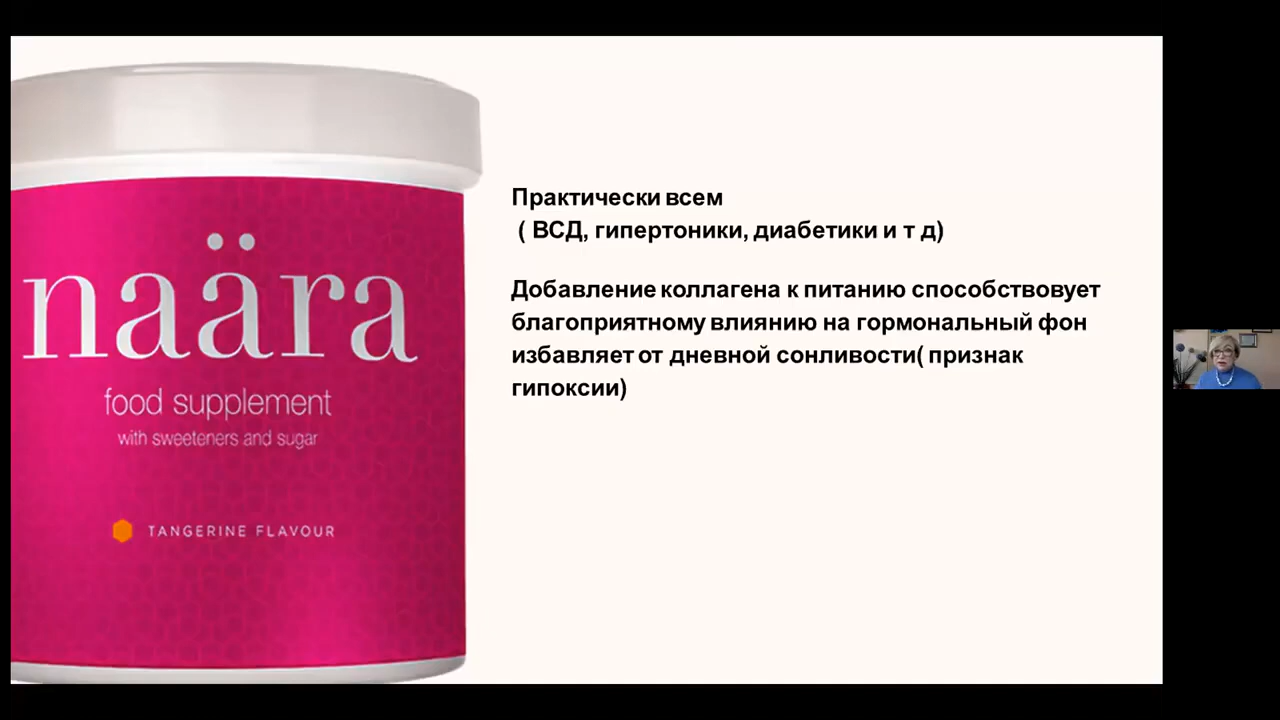 naära
food supplement
with sweeteners and sugar
TANGERINE FLAVOUR
Практически всем
( ВСД, гипертоники, диабетики и т д)
Добавление коллагена к питанию способствовует
благоприятному влиянию на гормональный фон
избавляет от дневной сонливости( признак
гипоксии)